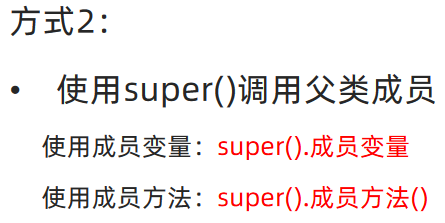 方式2：
• 使用super()调用父类成员
使用成员变量：super().成员变量
使用成员方法：super().成员方法()